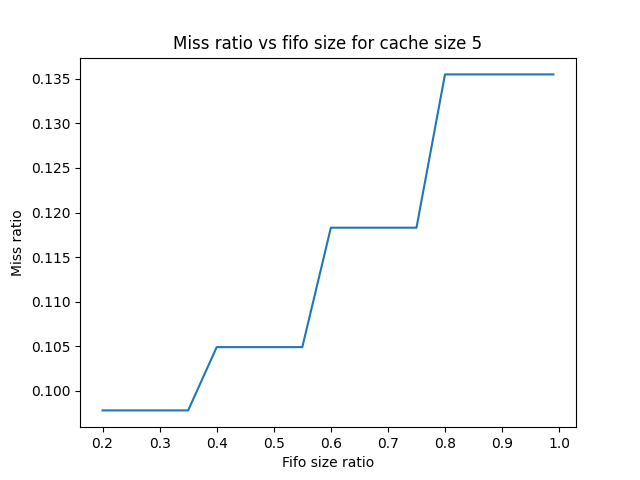 Miss ratio vs fifo size for cache size 5
0.135
0.130
0.125
0.120
0.115
0.110
0.105
0.100
Miss ratio
0.2 0.3 0.4 0.5 0.6 0.7 0.8 0.9 1.0
Fifo size ratio